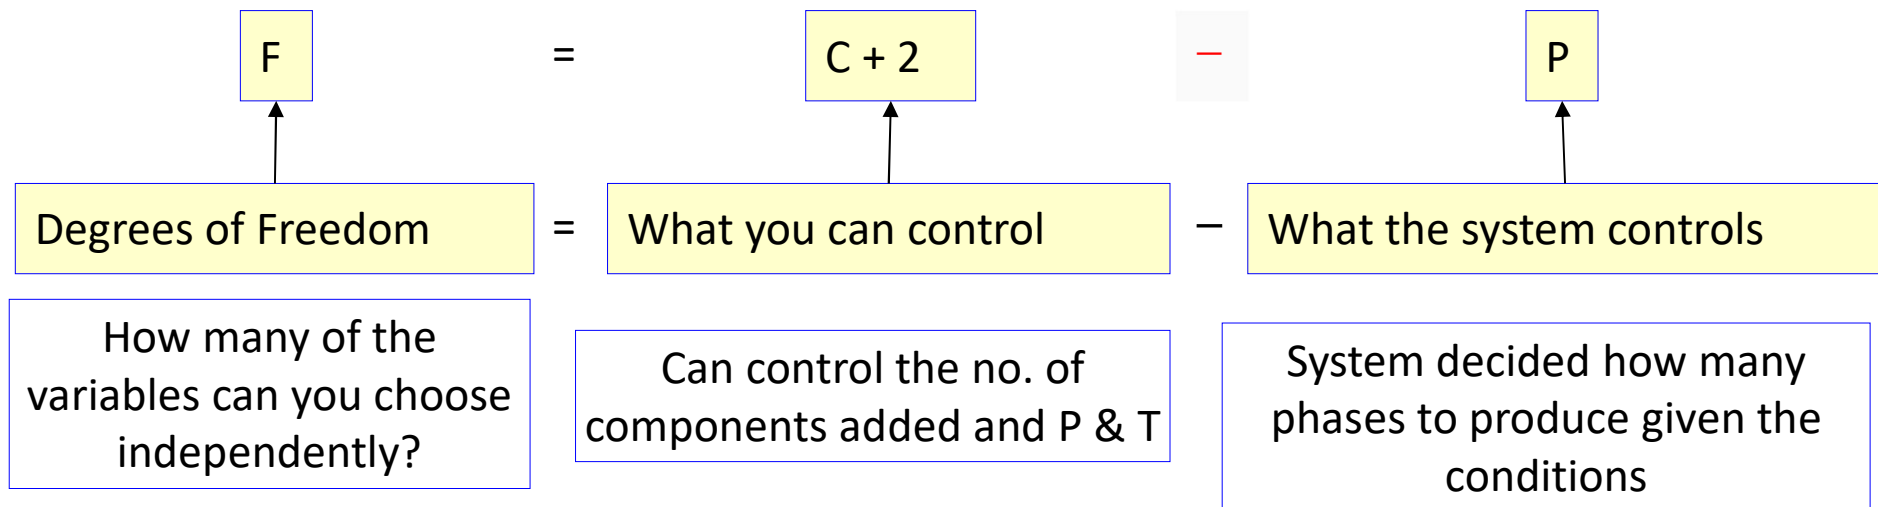 F = C + 2 – P
Degrees of Freedom = What you can control – What the system controls
How many of the
variables can you choose
independently?
Can control the no. of
components added and P & T
System decided how many
phases to produce given the
conditions